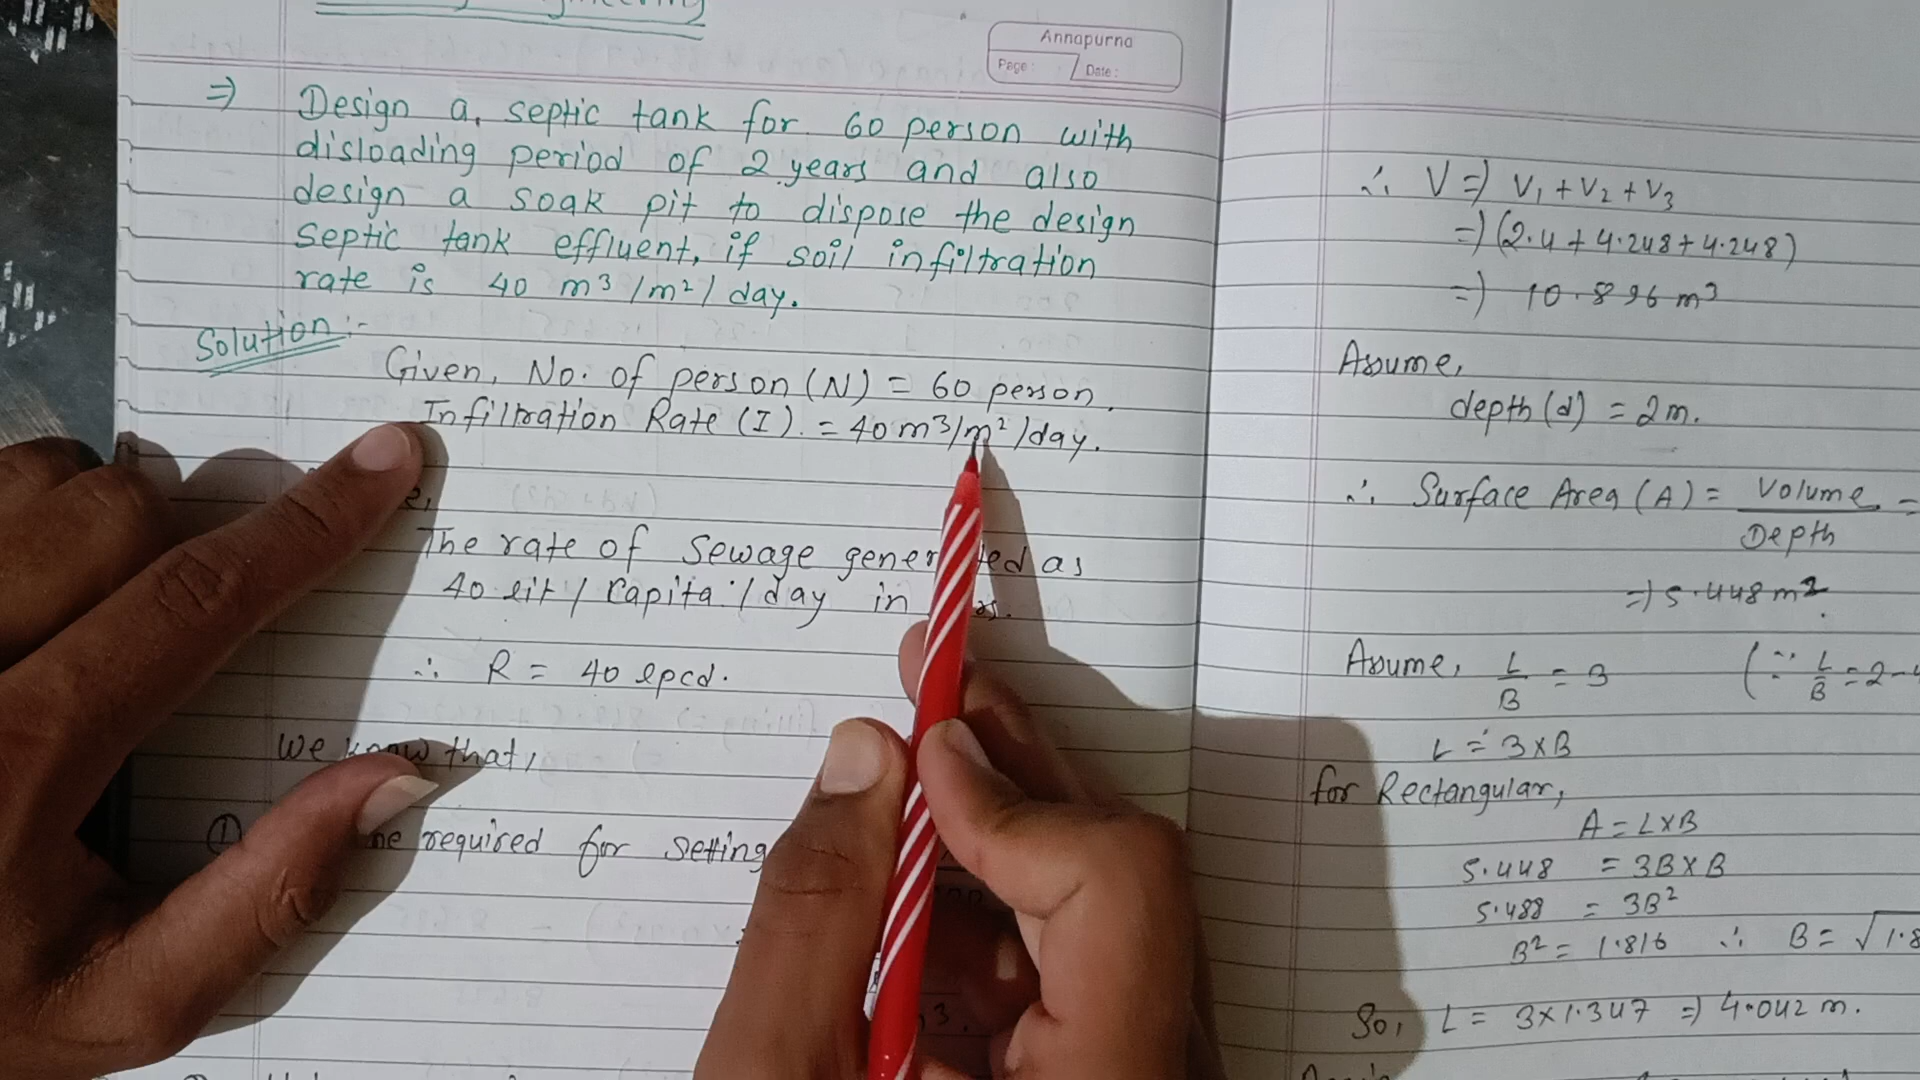 Annapurna
Page: Date:
⇒ Design a septic tank for 60 person with
disloading period of 2 years and also
design a soak pit to dispose the design
septic tank effluent, if soil infiltration
rate is 40 m³/m²/day.
Solution:-
Given, No. of person (N) = 60 person.
Infiltration Rate (I). = 40 m³/m²/day.
The rate of sewage as
40 lit / Capita / day in
∴ R = 40 lpcd.
we know that,
① required for setting
∴ V ⇒ V₁ + V₂ + V₃
⇒ (2.4 + 4.248 + 4.248)
⇒ 10.896 m³
Assume,
depth (d) = 2m.
∴ Surface Area (A) = Volume / Depth =
⇒ 5.448 m².
Assume, L/B = 3 (∵ L/B = 2-4
L = 3×B
for Rectangular,
A = L×B
5.448 = 3B×B
5.488 = 3B²
B² = 1.816 ∴ B = √1.8
So, L = 3×1.347 ⇒ 4.042 m.